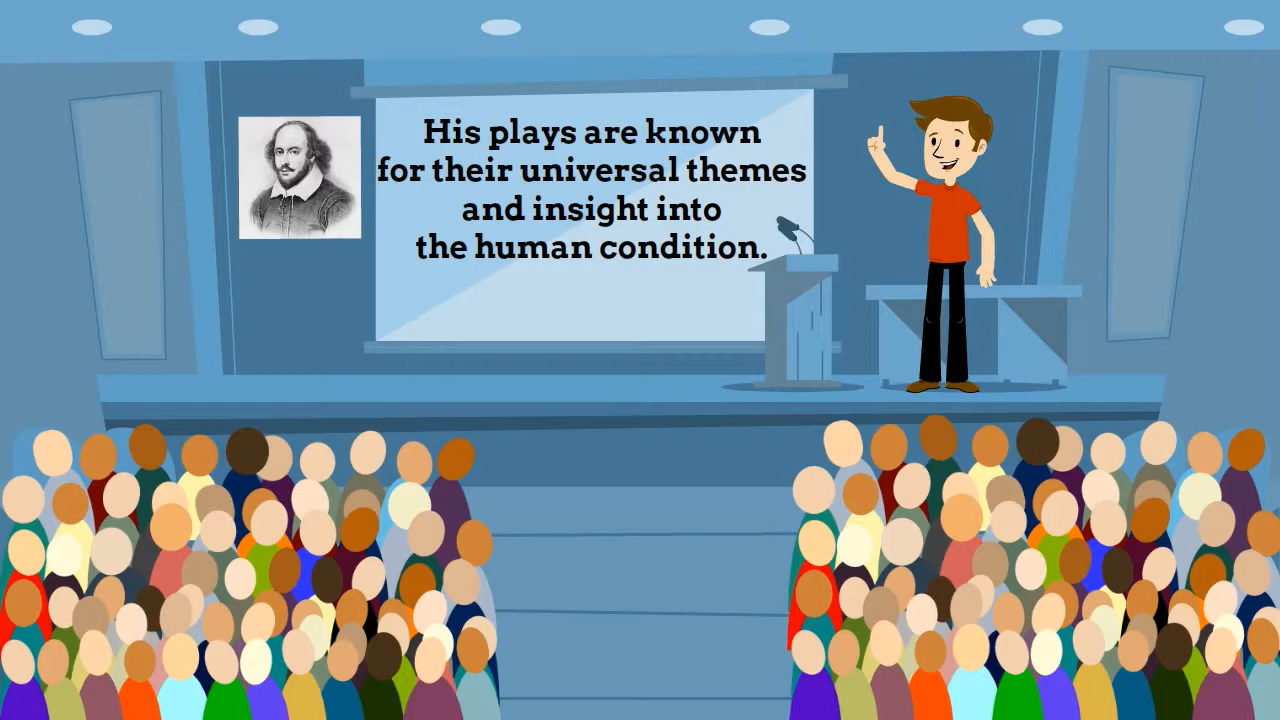 His plays are known
for their universal themes
and insight into
the human condition.